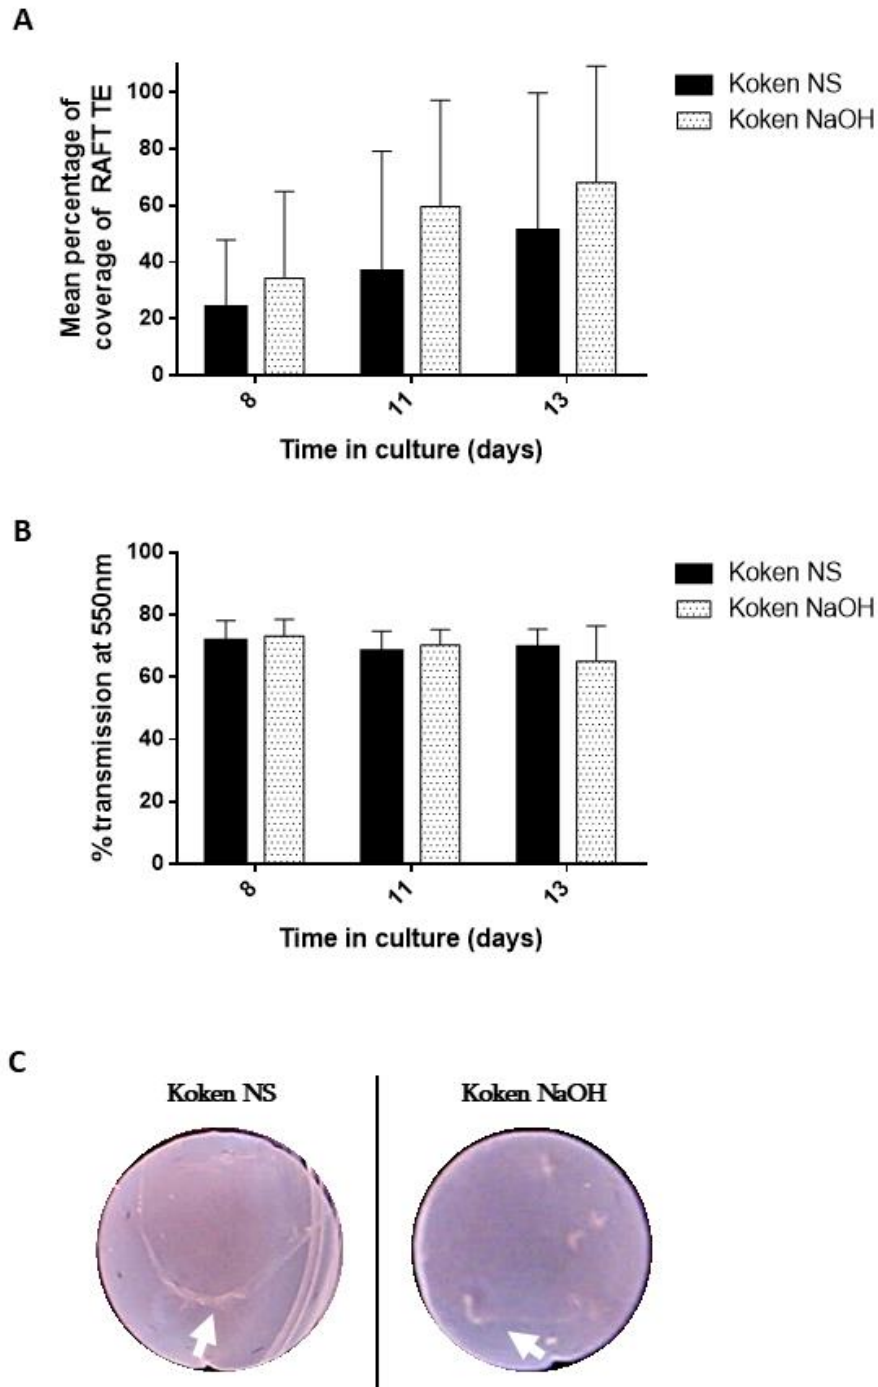 A
Mean percentage of
coverage of RAFT TE
100
80
60
40
20
0
8
11
13
Time in culture (days)
Koken NS
Koken NaOH
B
% transmission at 550nm
100
80
60
40
20
0
8
11
13
Time in culture (days)
Koken NS
Koken NaOH
C
Koken NS
Koken NaOH